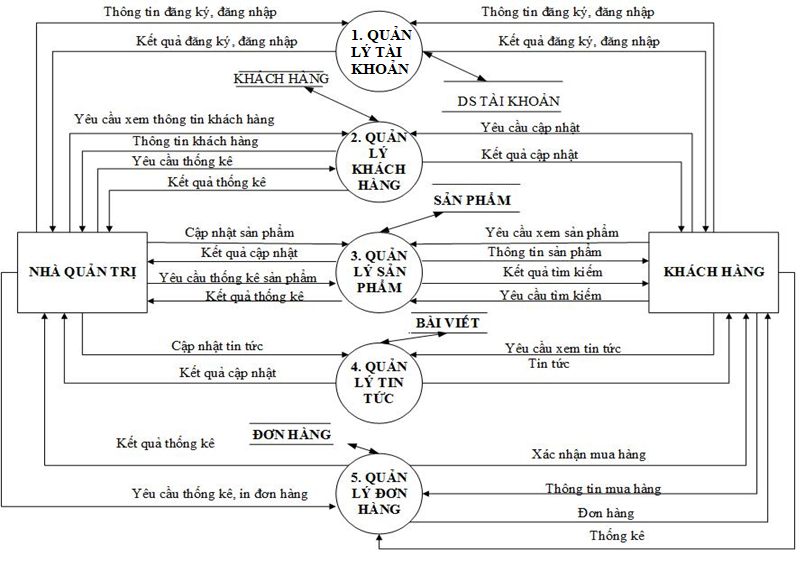 Thông tin đăng ký, đăng nhập
Thông tin đăng ký, đăng nhập
Kết quả đăng ký, đăng nhập
Kết quả đăng ký, đăng nhập
1. QUẢN
LÝ TÀI
KHOẢN
KHÁCH HÀNG
DS TÀI KHOẢN
Yêu cầu xem thông tin khách hàng
Yêu cầu cập nhật
Thông tin khách hàng
Kết quả cập nhật
Yêu cầu thống kê
Kết quả thống kê
2. QUẢN
LÝ
KHÁCH
HÀNG
SẢN PHẨM
Cập nhật sản phẩm
Yêu cầu xem sản phẩm
Kết quả cập nhật
Thông tin sản phẩm
Yêu cầu thống kê sản phẩm
Kết quả tìm kiếm
Kết quả thống kê
Yêu cầu tìm kiếm
NHÀ QUẢN TRỊ
3. QUẢN
LÝ SẢN
PHẨM
KHÁCH HÀNG
BÀI VIẾT
Cập nhật tin tức
Yêu cầu xem tin tức
Tin tức
Kết quả cập nhật
4. QUẢN
LÝ TIN
TỨC
ĐƠN HÀNG
Kết quả thống kê
Xác nhận mua hàng
Yêu cầu thống kê, in đơn hàng
Thông tin mua hàng
5. QUẢN
LÝ ĐƠN
HÀNG
Đơn hàng
Thống kê